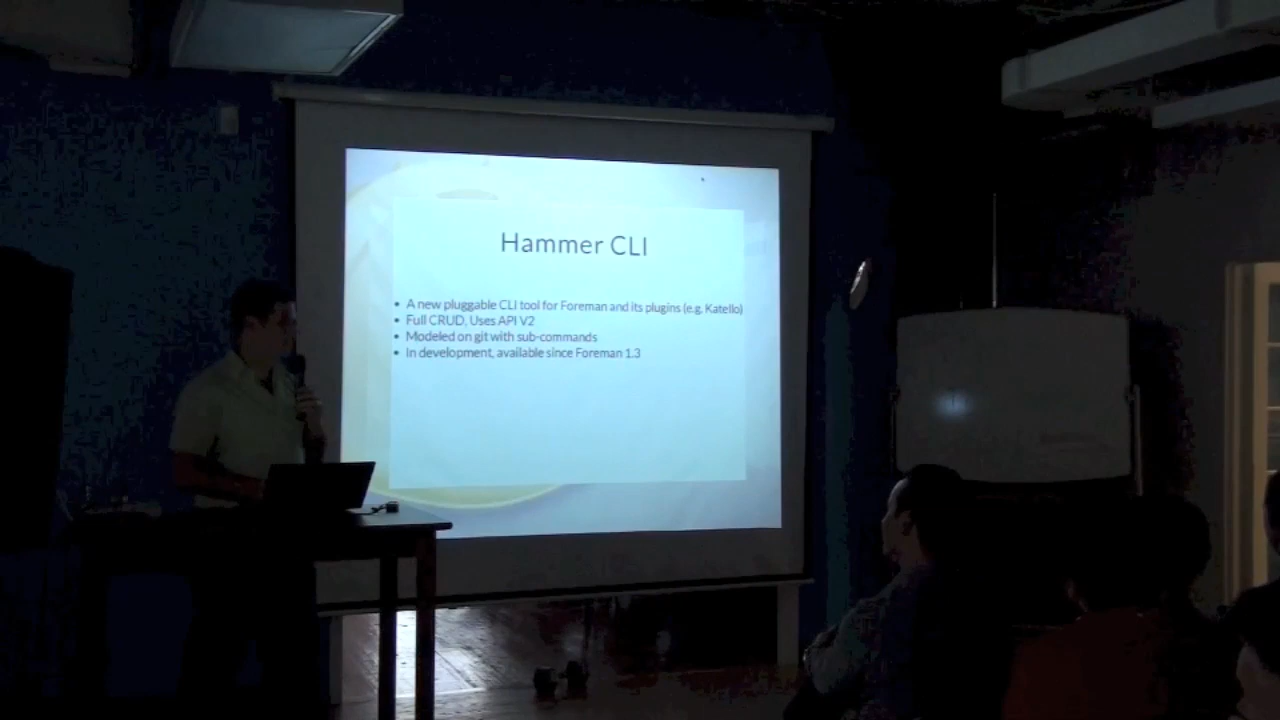 Hammer CLI
• A new pluggable CLI tool for Foreman and its plugins (e.g. Katello)
• Full CRUD, Uses API V2
• Modeled on git with sub-commands
• In development, available since Foreman 1.3